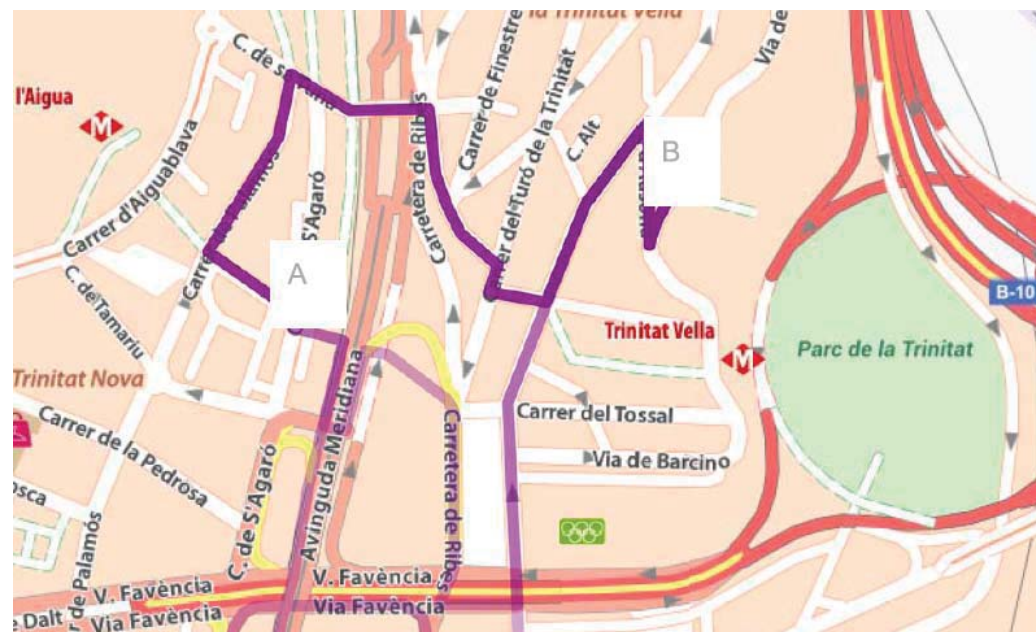 la Trinitat Vella
C. de s
l'Aigua
M
Carretera de Ribes
Carrer de Finestre
Carrer del Turó de la Trinitat
Via de
C. Alt
B
Carrer d'Aiguablava
S'Agaró
A
C. de Tamariu
B-10
Trinitat Vella
M
Parc de la Trinitat
Trinitat Nova
Avinguda Meridiana
Carretera de Ribes
Carrer del Tossal
Carrer de la Pedrosa
Via de Barcino
osca
C. de S'Agaró
de Palamós
V. Favència
V. Favència
Via Favència
e Dalt
Via Favència